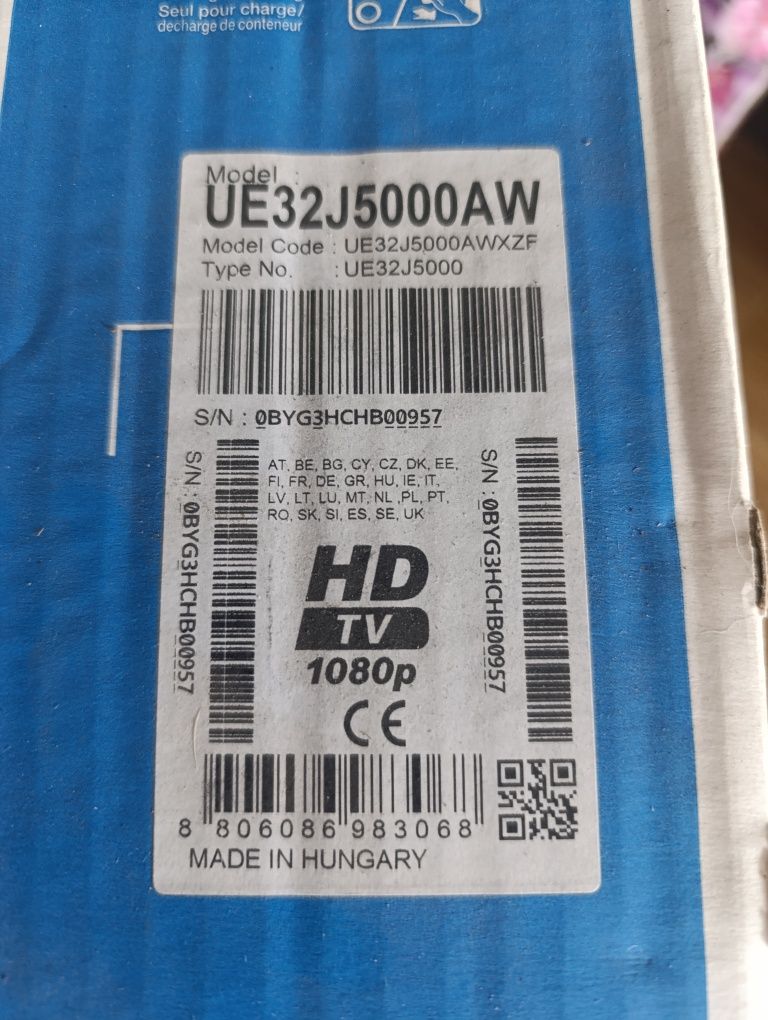 Seul pour charge/
decharge de conteneur
Model :
UE32J5000AW
Model Code : UE32J5000AWXZF
Type No. : UE32J5000
S/N : 0BYG3HCHB00957
S/N : 0BYG3HCHB00957
AT, BE, BG, CY, CZ, DK, EE,
FI, FR, DE, GR, HU, IE, IT,
LV, LT, LU, MT, NL ,PL, PT,
RO, SK, SI, ES, SE, UK
S/N : 0BYG3HCHB00957
HD
TV
1080p
CE
8 806086 983068
MADE IN HUNGARY